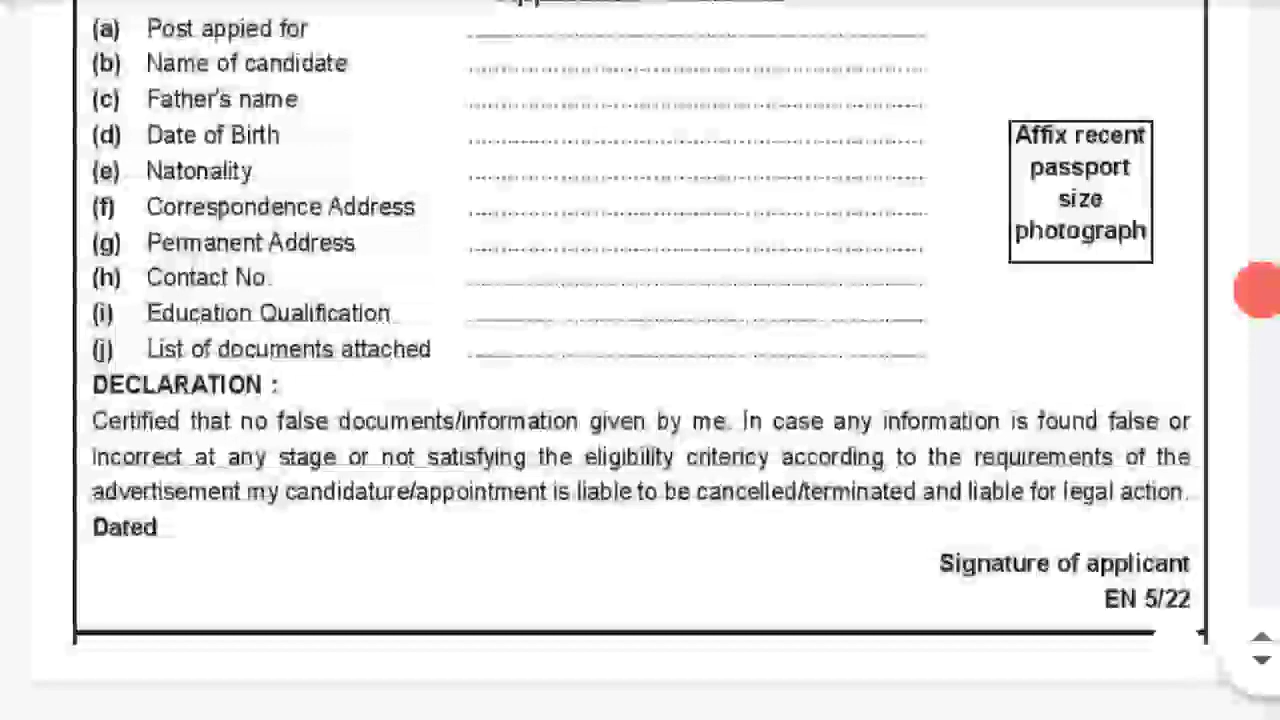 (a) Post appied for
(b) Name of candidate
(c) Father's name
(d) Date of Birth
(e) Natonality
(f) Correspondence Address
(g) Permanent Address
(h) Contact No.
(i) Education Qualification
(j) List of documents attached
Affix recent
passport
size
photograph
DECLARATION :
Certified that no false documents/information given by me. In case any information is found false or
incorrect at any stage or not satisfying the eligibility critericy according to the requirements of the
advertisement my candidature/appointment is liable to be cancelled/terminated and liable for legal action.
Dated
Signature of applicant
EN 5/22